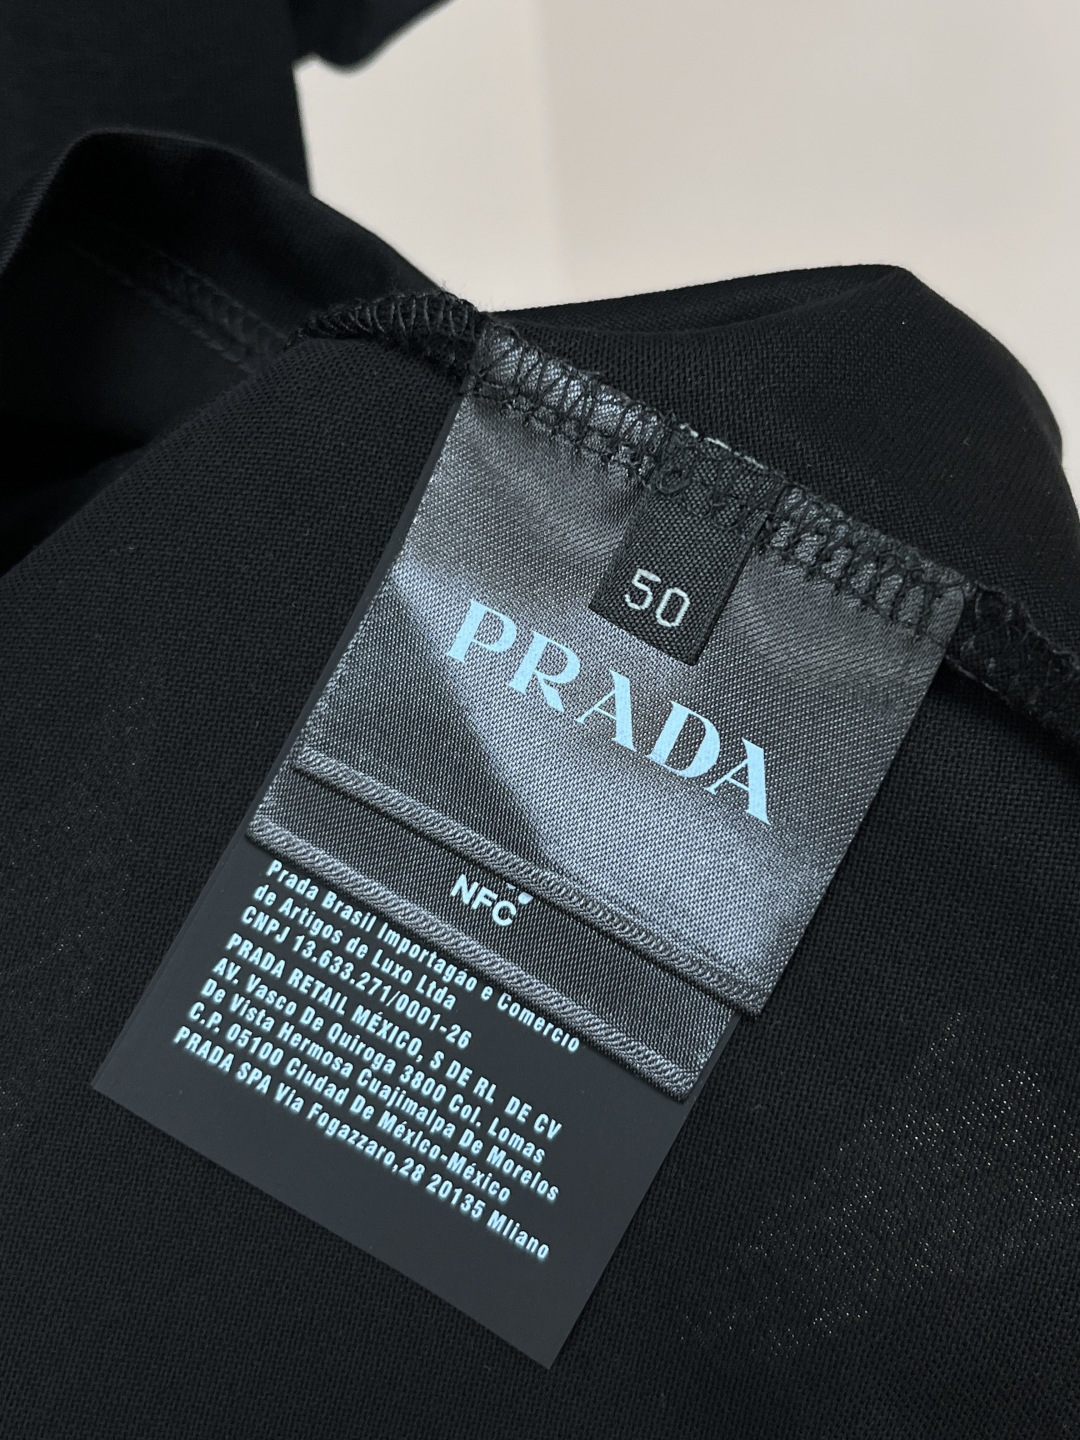 50
PRADA
NFC
Prada Brasil Importagáo e Comercio
de Artigos de Luxo Ltda
CNPJ 13.633.271/0001-26
PRADA RETAIL MÉXICO, S DE RL DE CV
AV. Vasco De Quiroga 3800 Col. Lomas
De vista Hermosa Cuajimalpa De Morelos
C.P. 05100 Ciudad De México-México
PRADA SPA Via Fogazzaro,28 20135 Mliano